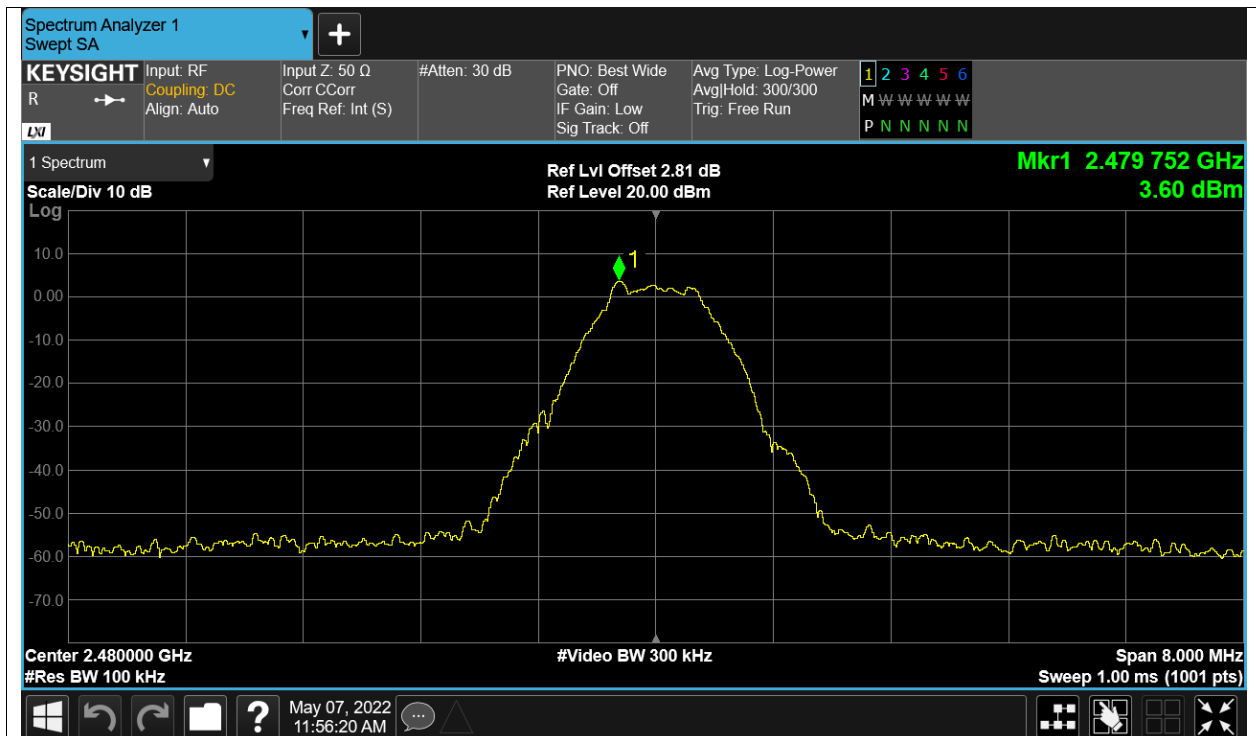 Spectrum Analyzer 1
Swept SA
+
KEYSIGHT
R
LXI
Input: RF
Coupling: DC
Align: Auto
Input Z: 50 Ω
Corr CCorr
Freq Ref: Int (S)
#Atten: 30 dB
PNO: Best Wide
Gate: Off
IF Gain: Low
Sig Track: Off
Avg Type: Log-Power
Avg|Hold: 300/300
Trig: Free Run
1 2 3 4 5 6
M W W W W W
P N N N N N
1 Spectrum
Scale/Div 10 dB
Log
Ref Lvl Offset 2.81 dB
Ref Level 20.00 dBm
Mkr1 2.479 752 GHz
3.60 dBm
1
10.0
0.00
-10.0
-20.0
-30.0
-40.0
-50.0
-60.0
-70.0
Center 2.480000 GHz
#Res BW 100 kHz
#Video BW 300 kHz
Span 8.000 MHz
Sweep 1.00 ms (1001 pts)
?
May 07, 2022
11:56:20 AM